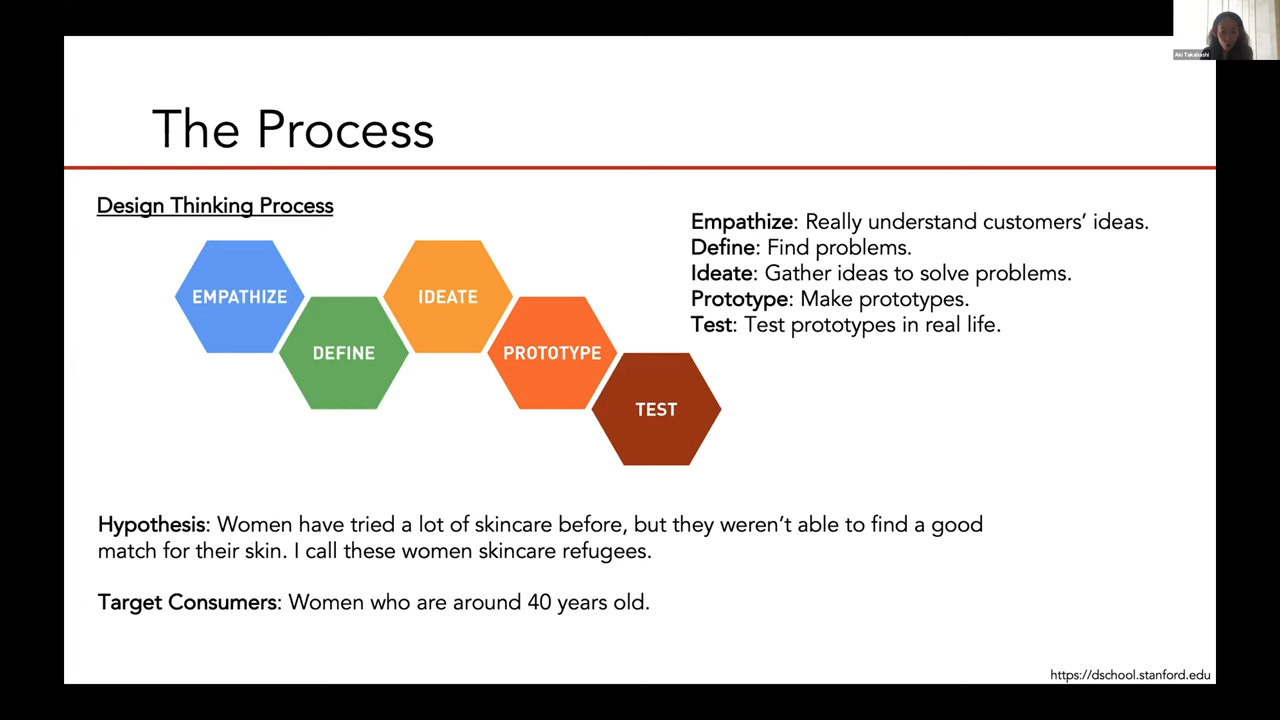 Aki Takahashi
The Process
Design Thinking Process
EMPATHIZE
DEFINE
IDEATE
PROTOTYPE
TEST
Empathize: Really understand customers’ ideas.
Define: Find problems.
Ideate: Gather ideas to solve problems.
Prototype: Make prototypes.
Test: Test prototypes in real life.
Hypothesis: Women have tried a lot of skincare before, but they weren’t able to find a good
match for their skin. I call these women skincare refugees.
Target Consumers: Women who are around 40 years old.
https://dschool.stanford.edu